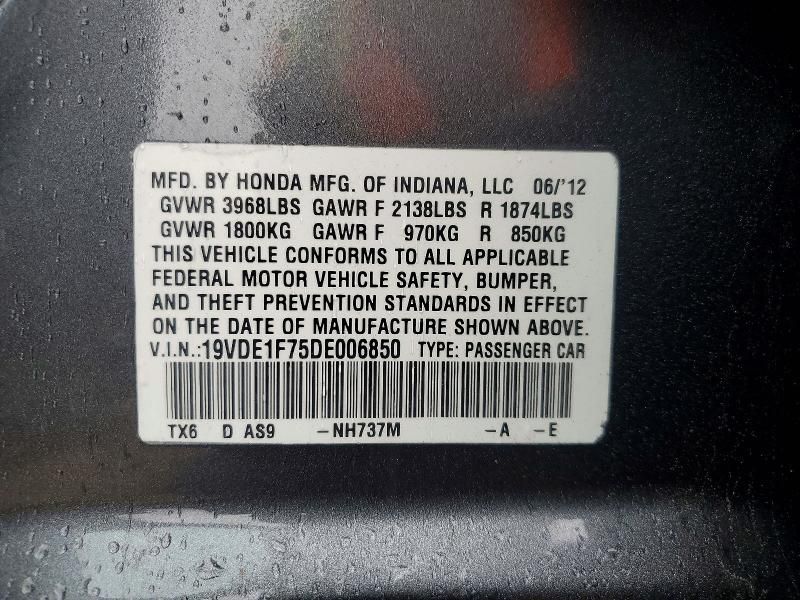 MFD. BY HONDA MFG. OF INDIANA, LLC 06/'12
GVWR 3968LBS GAWR F 2138LBS R 1874LBS
GVWR 1800KG GAWR F 970KG R 850KG
THIS VEHICLE CONFORMS TO ALL APPLICABLE
FEDERAL MOTOR VEHICLE SAFETY, BUMPER,
AND THEFT PREVENTION STANDARDS IN EFFECT
ON THE DATE OF MANUFACTURE SHOWN ABOVE.
V.I.N.:19VDE1F75DE006850 TYPE: PASSENGER CAR
TX6 D AS9 -NH737M -A -E